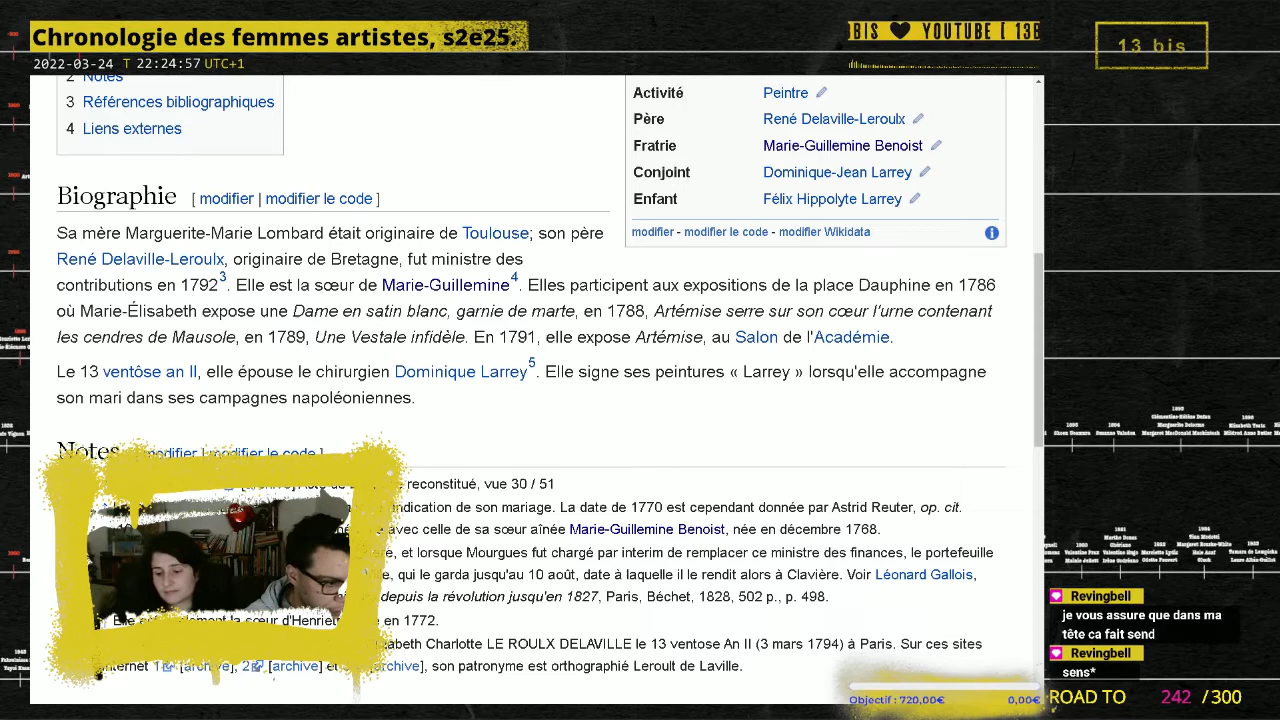 Chronologie des femmes artistes, s2e25
BIS ♥ YOUTUBE [ 13
13 bis
2022-03-24 T 22:24:57 UTC+1
2 Notes
3 Références bibliographiques
4 Liens externes
Activité Peintre
Père René Delaville-Leroulx
Fratrie Marie-Guillemine Benoist
Conjoint Dominique-Jean Larrey
Enfant Félix Hippolyte Larrey
modifier - modifier le code - modifier Wikidata
Biographie [ modifier | modifier le code ]
Sa mère Marguerite-Marie Lombard était originaire de Toulouse; son père
René Delaville-Leroulx, originaire de Bretagne, fut ministre des
contributions en 1792³. Elle est la sœur de Marie-Guillemine⁴. Elles participent aux expositions de la place Dauphine en 1786
où Marie-Élisabeth expose une Dame en satin blanc, garnie de marte, en 1788, Artémise serre sur son cœur l'urne contenant
les cendres de Mausole, en 1789, Une Vestale infidèle. En 1791, elle expose Artémise, au Salon de l'Académie.
Le 13 ventôse an II, elle épouse le chirurgien Dominique Larrey⁵. Elle signe ses peintures « Larrey » lorsqu'elle accompagne
son mari dans ses campagnes napoléoniennes.
Notes modifier | modifier le code ]
reconstitué, vue 30 / 51
indication de son mariage. La date de 1770 est cependant donnée par Astrid Reuter, op. cit.
avec celle de sa sœur aînée Marie-Guillemine Benoist, née en décembre 1768.
et lorsque Mourgues fut chargé par interim de remplacer ce ministre des finances, le portefeuille
qui le garda jusqu'au 10 août, date à laquelle il le rendit alors à Clavière. Voir Léonard Gallois,
depuis la révolution jusqu'en 1827, Paris, Béchet, 1828, 502 p., p. 498.
la sœur d'Henriet en 1772.
Charlotte LE ROULX DELAVILLE le 13 ventose An II (3 mars 1794) à Paris. Sur ces sites
internet 1 [archive], 2 [archive] et archive], son patronyme est orthographié Leroult de Laville.
Revingbell
je vous assure que dans ma
tête ca fait send
Revingbell
sens*
Objectif : 720,00€ 0,00€
ROAD TO 242 / 300